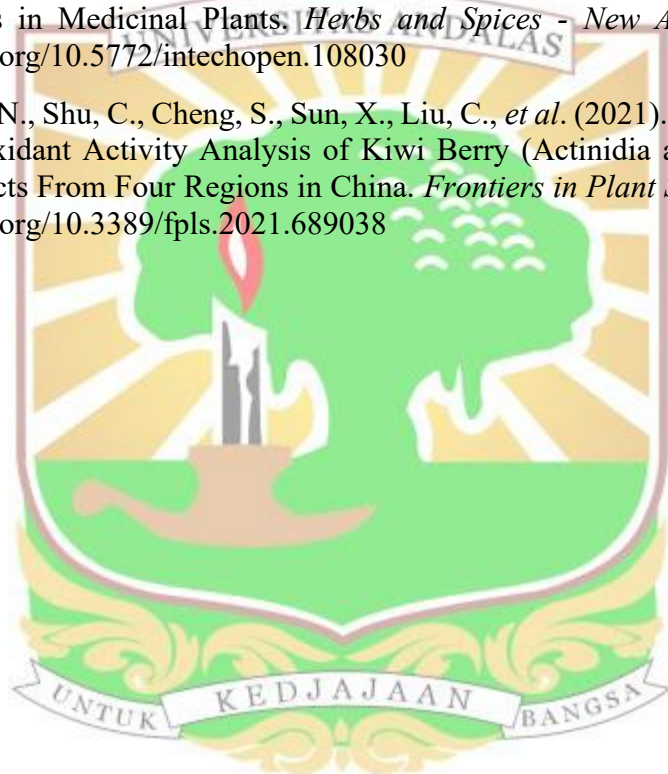 s in Medicinal Plants. Herbs and Spices - New A
UNIVERSITAS ANDALAS
org/10.5772/intechopen.108030
N., Shu, C., Cheng, S., Sun, X., Liu, C., et al. (2021).
xidant Activity Analysis of Kiwi Berry (Actinidia a
cts From Four Regions in China. Frontiers in Plant S
org/10.3389/fpls.2021.689038
UNTUK KEDJAJAAN BANGSA